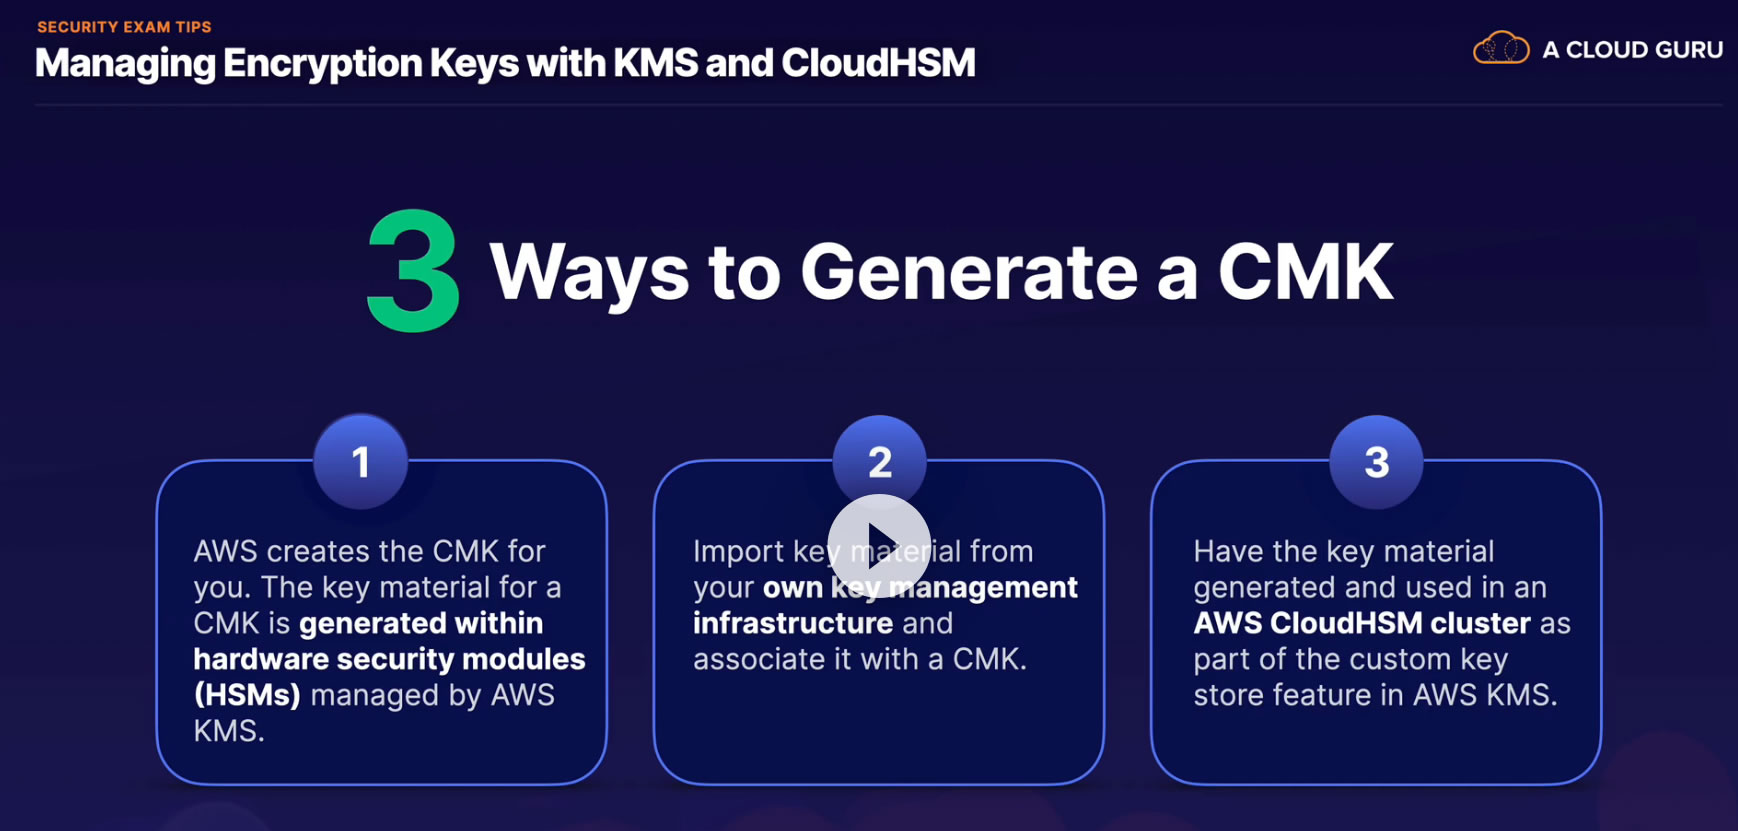 SECURITY EXAM TIPS
Managing Encryption Keys with KMS and CloudHSM
A CLOUD GURU
3 Ways to Generate a CMK
1
AWS creates the CMK for
you. The key material for a
CMK is generated within
hardware security modules
(HSMs) managed by AWS
KMS.
2
Import key material from
your own key management
infrastructure and
associate it with a CMK.
3
Have the key material
generated and used in an
AWS CloudHSM cluster as
part of the custom key
store feature in AWS KMS.